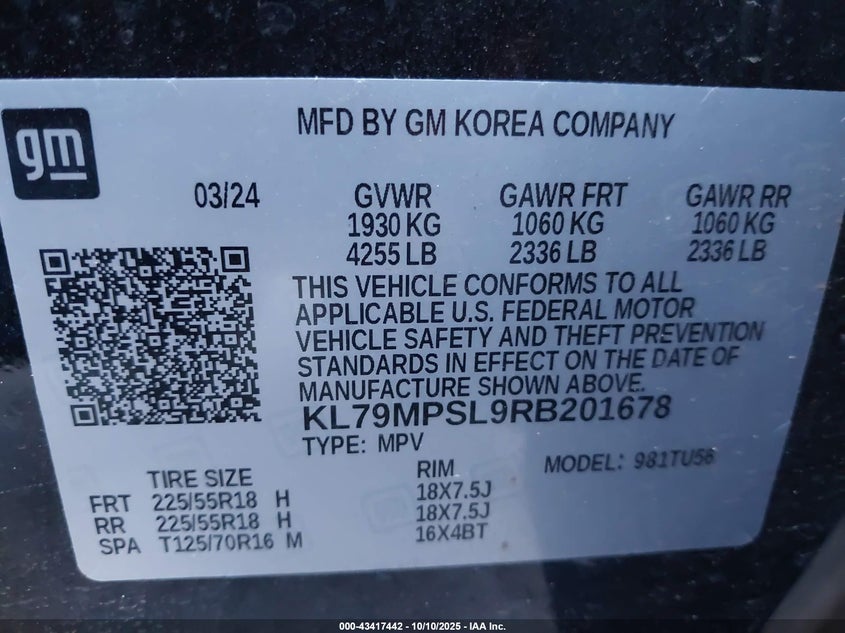 gm
MFD BY GM KOREA COMPANY
03/24 GVWR GAWR FRT GAWR RR
1930 KG 1060 KG 1060 KG
4255 LB 2336 LB 2336 LB
THIS VEHICLE CONFORMS TO ALL
APPLICABLE U.S. FEDERAL MOTOR
VEHICLE SAFETY AND THEFT PREVENTION
STANDARDS IN EFFECT ON THE DATE OF
MANUFACTURE SHOWN ABOVE.
KL79MPSL9RB201678
TYPE: MPV
MODEL: 981TU56
TIRE SIZE RIM
FRT 225/55R18 H 18X7.5J
RR 225/55R18 H 18X7.5J
SPA T125/70R16 M 16X4BT
000-43417442 - 10/10/2025 - IAA Inc.